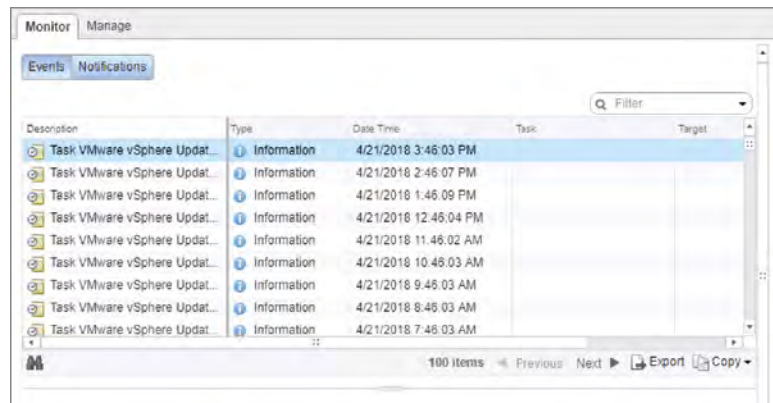 Monitor Manage
Events Notifications
Filter
Description Type Date Time Task Target
Task VMware vSphere Updat... Information 4/21/2018 3:46:03 PM
Task VMware vSphere Updat... Information 4/21/2018 2:46:07 PM
Task VMware vSphere Updat... Information 4/21/2018 1:46:09 PM
Task VMware vSphere Updat... Information 4/21/2018 12:46:04 PM
Task VMware vSphere Updat... Information 4/21/2018 11:46:02 AM
Task VMware vSphere Updat... Information 4/21/2018 10:46:03 AM
Task VMware vSphere Updat... Information 4/21/2018 9:46:03 AM
Task VMware vSphere Updat... Information 4/21/2018 8:46:03 AM
Task VMware vSphere Updat... Information 4/21/2018 7:46:03 AM
100 items Previous Next Export Copy